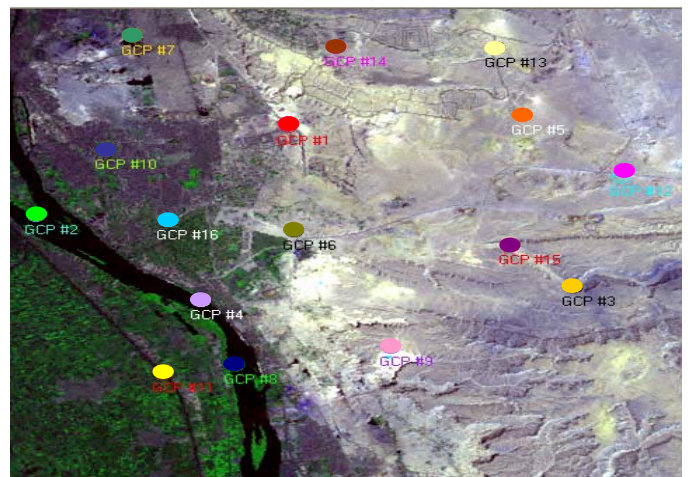 GCP #7
GCP #14
GCP #13
GCP #5
GCP #1
GCP #10
GCP #12
GCP #2
GCP #16
GCP #6
GCP #15
GCP #3
GCP #4
GCP #9
GCP #8
GCP #11